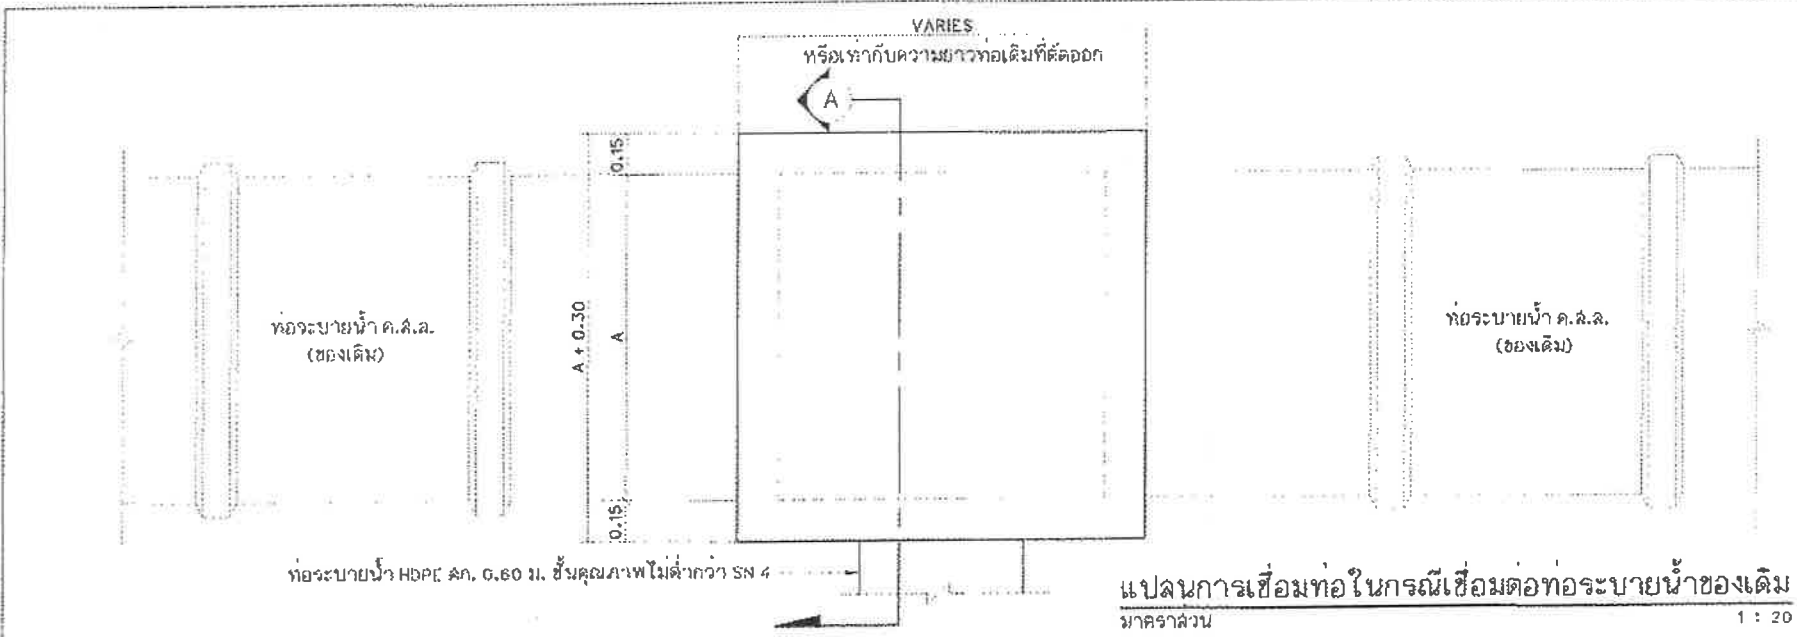 VARIES
หรือเท่ากับความยาวท่อเดิมที่ตัดออก
A
0.15
A + 0.30
A
0.15
ท่อระบายน้ำ ค.ส.ล.
(ของเดิม)
ท่อระบายน้ำ ค.ส.ล.
(ของเดิม)
ท่อระบายน้ำ HDPE ศก. 0.60 ม. ชั้นคุณภาพไม่ต่ำกว่า SN 4
แปลนการเชื่อมท่อในกรณีเชื่อมต่อท่อระบายน้ำของเดิม
มาตราส่วน 1 : 20